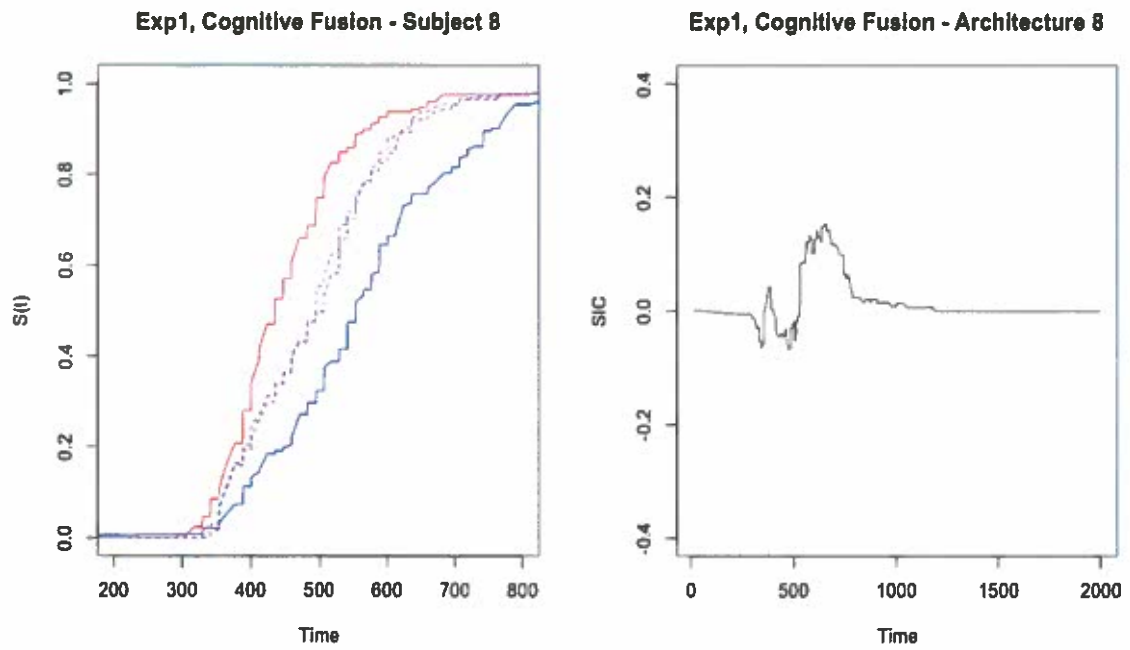 Exp1, Cognitive Fusion - Subject 8
S(t)
1.0
0.8
0.6
0.4
0.2
0.0
200 300 400 500 600 700 800
Time
Exp1, Cognitive Fusion - Architecture 8
SIC
0.4
0.2
0.0
-0.2
-0.4
0 500 1000 1500 2000
Time